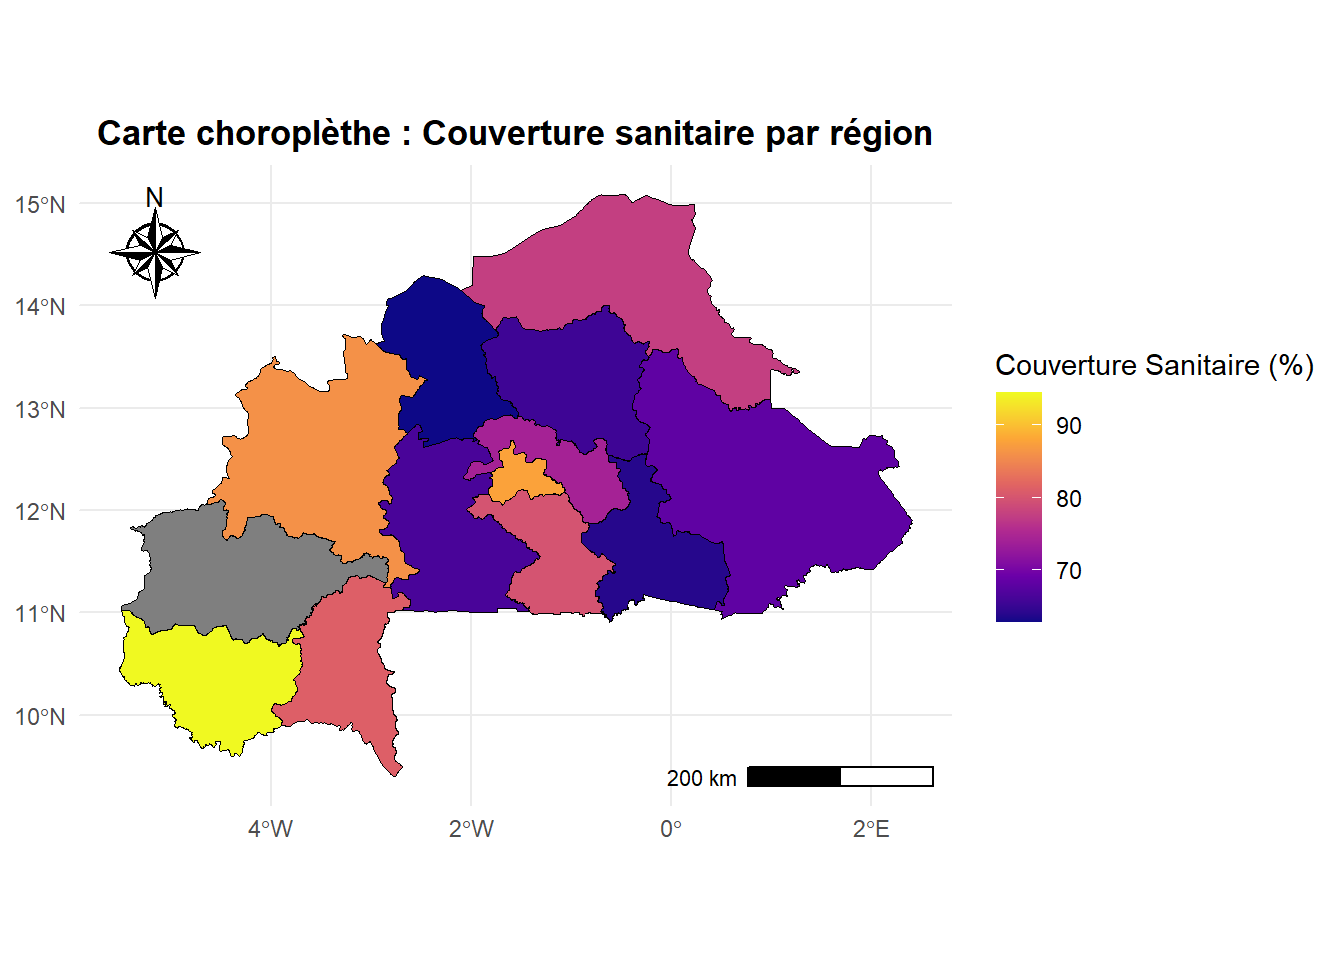 Carte choroplèthe : Couverture sanitaire par région
N
15°N
14°N
13°N
12°N
11°N
10°N
4°W
2°W
0°
2°E
200 km
Couverture Sanitaire (%)
90
80
70